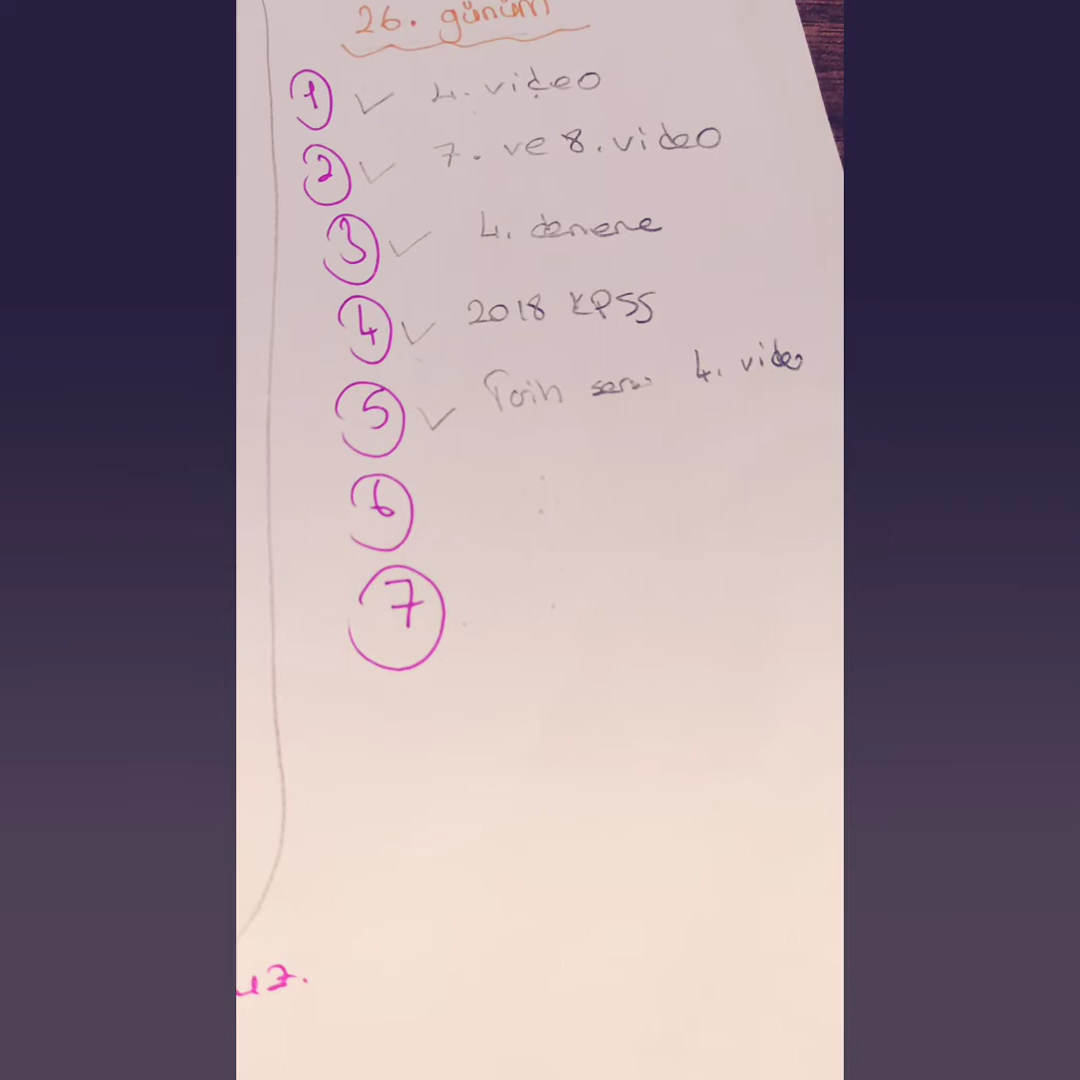 26. günüm
1 ✓ 4. video
2 ✓ 7. ve 8. video
3 ✓ 4. deneme
4 ✓ 2018 KPSS
5 ✓ Tarih 4. video
6
7